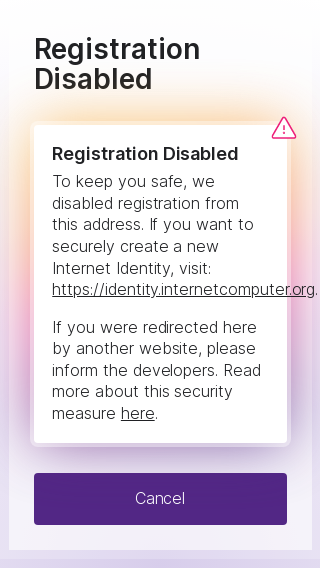 Registration
Disabled
Registration Disabled
To keep you safe, we
disabled registration from
this address. If you want to
securely create a new
Internet Identity, visit:
https://identity.internetcomputer.org.
If you were redirected here
by another website, please
inform the developers. Read
more about this security
measure here.
Cancel